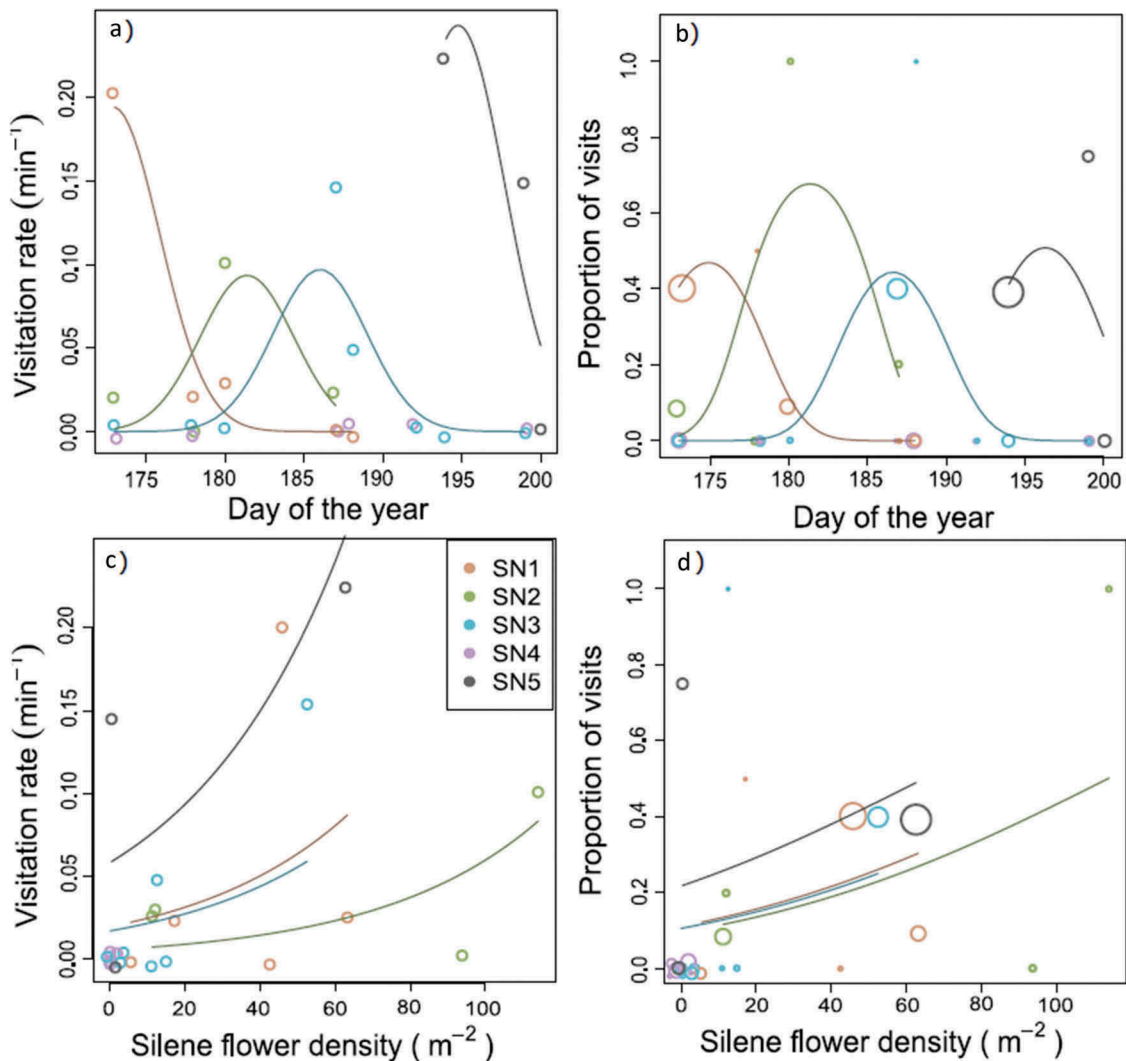 a)
Visitation rate (min⁻¹)
0.00 0.05 0.10 0.15 0.20
175 180 185 190 195 200
Day of the year
b)
Proportion of visits
0.0 0.2 0.4 0.6 0.8 1.0
175 180 185 190 195 200
Day of the year
c)
Visitation rate (min⁻¹)
0.00 0.05 0.10 0.15 0.20
0 20 40 60 80 100
Silene flower density ( m⁻² )
SN1
SN2
SN3
SN4
SN5
d)
Proportion of visits
0.0 0.2 0.4 0.6 0.8 1.0
0 20 40 60 80 100
Silene flower density ( m⁻² )